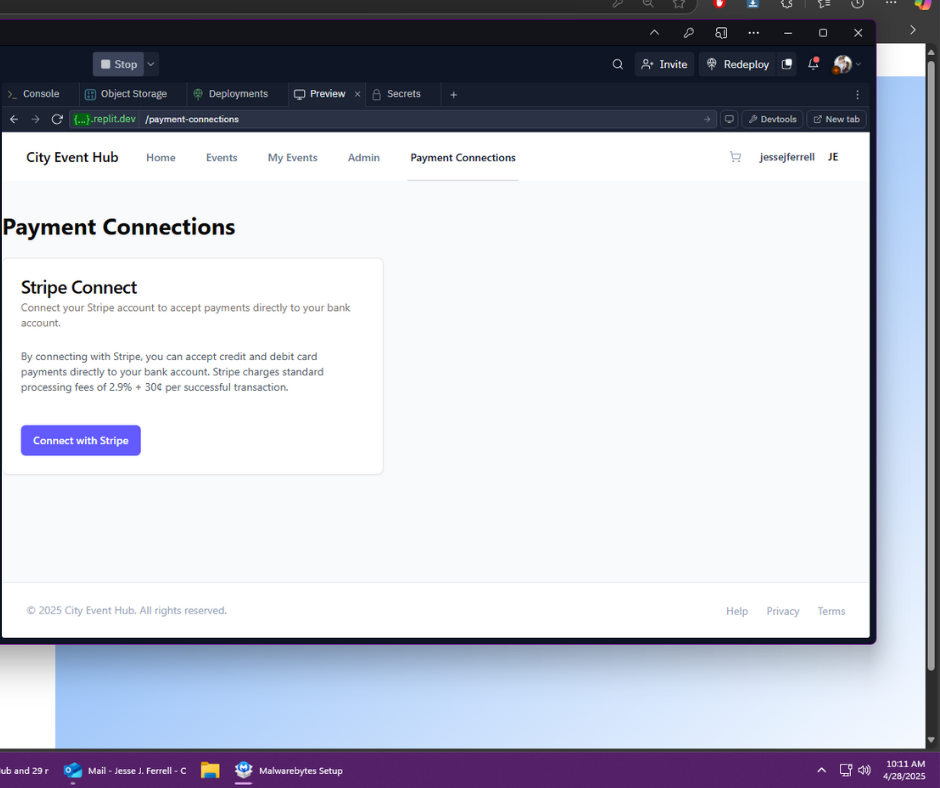 Stop
Invite
Redeploy
Console
Object Storage
Deployments
Preview
Secrets
{...}.replit.dev /payment-connections
Devtools
New tab
City Event Hub
Home
Events
My Events
Admin
Payment Connections
jessejferrell
JE
Payment Connections
Stripe Connect
Connect your Stripe account to accept payments directly to your bank
account.
By connecting with Stripe, you can accept credit and debit card
payments directly to your bank account. Stripe charges standard
processing fees of 2.9% + 30¢ per successful transaction.
Connect with Stripe
© 2025 City Event Hub. All rights reserved.
Help
Privacy
Terms
ub and 29 r
Mail - Jesse J. Ferrell - C
Malwarebytes Setup
10:11 AM
4/28/2025